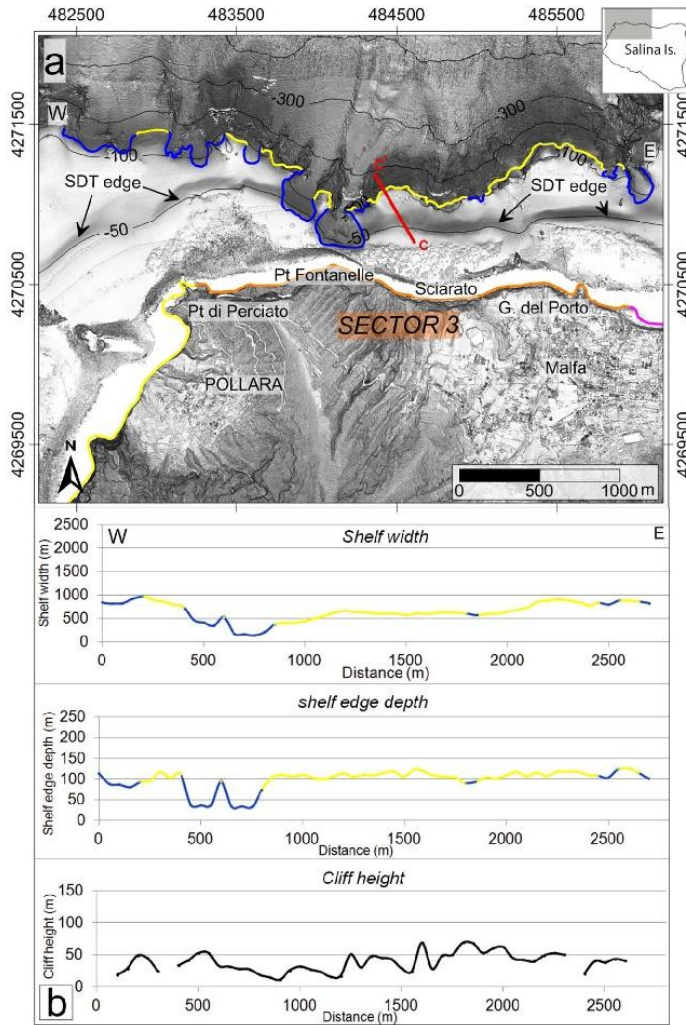 482500 483500 484500 485500
Salina Is.
a
4271500
4271500
W
-300
-300
E
-100
-100
SDT edge
SDT edge
c'
-50
-50
c
-50
4270500
4270500
Pt Fontanelle
Sciarato
Pt di Perciato
G. del Porto
SECTOR 3
POLLARA
Malfa
4269500
4269500
N
0 500 1000 m
W Shelf width E
Shelf width (m)
2500
2000
1500
1000
500
0
0 500 1000 1500 2000 2500
Distance (m)
shelf edge depth
Shelf edge depth (m)
250
200
150
100
50
0
0 500 1000 1500 2000 2500
Distance (m)
Cliff height
Cliff height (m)
150
100
50
0
0 500 1000 1500 2000 2500
Distance (m)
b